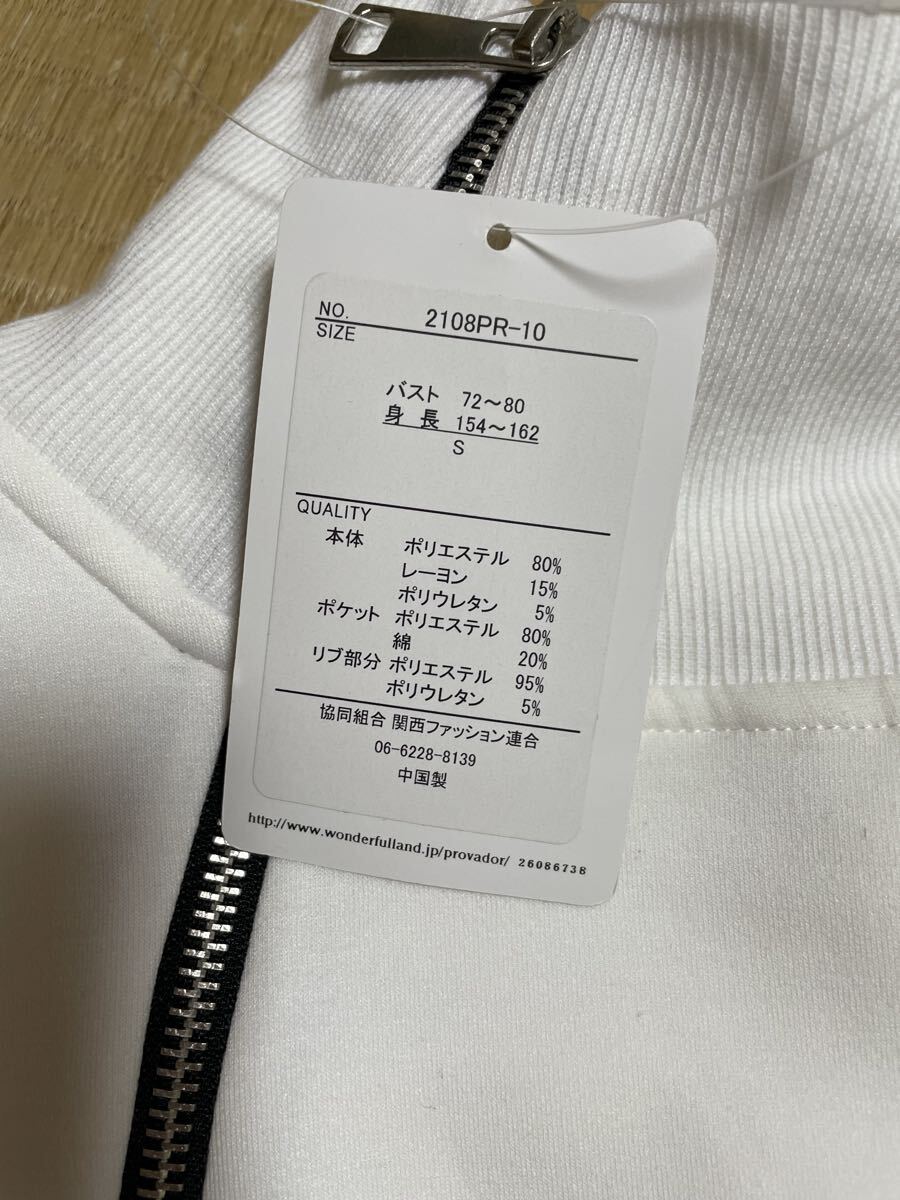 NO. 2108PR-10
SIZE
バスト 72～80
身 長 154～162
S
QUALITY
本体 ポリエステル 80%
レーヨン 15%
ポリウレタン 5%
ポケット ポリエステル 80%
綿 20%
リブ部分 ポリエステル 95%
ポリウレタン 5%
協同組合 関西ファッション連合
06-6228-8139
中国製
http://www.wonderfulland.jp/provador/ 26086738